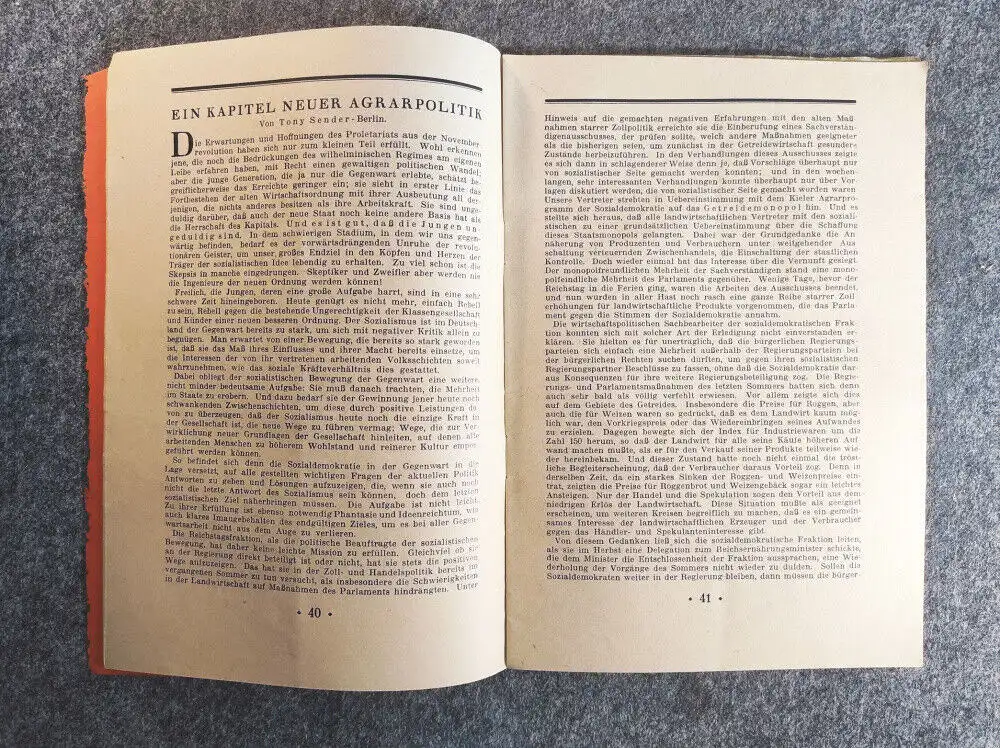 EIN KAPITEL NEUER AGRARPOLITIK
Von Tony Sender-Berlin.
Die Erwartungen und Hoffnungen des Proletariats aus der November
revolution haben sich nur zum kleinen Teil erfüllt. Wohl erkennen
jene, die noch die Bedrückungen des wilhelminischen Regimes am eigenen
Leibe erfahren haben, mit Recht einen gewaltigen politischen Wandel;
aber die junge Generation, die ja nur die Gegenwart erlebte, schätzt be-
greiflicherweise das Erreichte geringer ein; sie sieht in erster Linie das
Fortbestehen der alten Wirtschaftsordnung mit ihrer Ausbeutung all der-
jenigen, die nichts anderes besitzen als ihre Arbeitskraft. Sie sind unge-
duldig darüber, daß auch der neue Staat noch keine andere Basis hat als
die Herrschaft des Kapitals. Und es ist gut, daß die Jungen un-
geduldig sind. In dem schwierigen Stadium, in dem wir uns gegen-
wärtig befinden, bedarf es der vorwärtsdrängenden Unruhe der revolu-
tionären Geister, um unser großes Endziel in den Köpfen und Herzen der
Träger der sozialistischen Idee lebendig zu erhalten. Zu viel schon ist die
Skepsis in manche eingedrungen. Skeptiker und Zweifler aber werden nie
die Ingenieure der neuen Ordnung werden können!
Freilich, die Jungen, deren eine große Aufgabe harrt, sind in eine sehr
schwere Zeit hineingeboren. Heute genügt es nicht mehr, einfach Rebell
zu sein, Rebell gegen die bestehende Ungerechtigkeit der Klassengesellschaft
und Künder einer neuen besseren Ordnung. Der Sozialismus ist im Deutsch-
land der Gegenwart bereits zu stark, um sich mit negativer Kritik allein zu
begnügen. Man erwartet von einer Bewegung, die bereits so stark geworden
ist, daß sie das Maß ihres Einflusses und ihrer Macht bereits einsetze, um
die Interessen der von ihr vertretenen arbeitenden Volksschichten soweit
wahrzunehmen, wie das soziale Kräfteverhältnis dies gestattet.
Dabei obliegt der sozialistischen Bewegung der Gegenwart eine weitere,
nicht minder bedeutsame Aufgabe: Sie muß danach trachten, die Mehrheit
im Staate zu erobern. Und dazu bedarf sie der Gewinnung jener heute noch
schwankenden Zwischenschichten, um diese durch positive Leistungen da-
von zu überzeugen, daß der Sozialismus heute noch die einzige Kraft in
der Gesellschaft ist, die neue Wege zu führen vermag; Wege, die zur Ver-
wirklichung neuer Grundlagen der Gesellschaft hinleiten, auf denen alle
arbeitenden Menschen zu höherem Wohlstand und reinerer Kultur empor-
geführt werden können.
So befindet sich denn die Sozialdemokratie in der Gegenwart in die
Lage versetzt, auf alle gestellten wichtigen Fragen der aktuellen Politik
Antworten zu geben und Lösungen aufzuzeigen, die, wenn sie auch noch
nicht die letzte Antwort des Sozialismus sein können, doch dem letzten
sozialistischen Ziel näherbringen müssen. Die Aufgabe ist nicht leicht.
Zu ihrer Erfüllung ist ebenso notwendig Phantasie und Ideenreichtum, wie
auch klares Imaugebehalten des endgültigen Zieles, um es bei aller Gegen-
wartsarbeit nicht aus dem Auge zu verlieren.
Die Reichstagsfraktion, als die politische Beauftragte der sozialistischen
Bewegung, hat daher keine leichte Mission zu erfüllen. Gleichviel ob sie
an der Regierung direkt beteiligt ist oder nicht, hat sie stets die positiven
Wege aufzuzeigen. Das hat sie in der Zoll- und Handelspolitik bereits im
vergangenen Sommer zu tun versucht, als insbesondere die Schwierigkeiten
in der Landwirtschaft auf Maßnahmen des Parlaments hindrängten. Unter
• 40 •
Hinweis auf die gemachten negativen Erfahrungen mit den alten Maß
nahmen starrer Zollpolitik erreichte sie die Einberufung eines Sachverstän-
digenausschusses, der prüfen sollte, welch andere Maßnahmen geeigneter
als die bisherigen seien, um zunächst in der Getreidewirtschaft gesündere
Zustände herbeizuführen. In den Verhandlungen dieses Ausschusses zeigte
es sich dann in schlagenderer Weise denn je, daß Vorschläge überhaupt nur
von sozialistischer Seite gemacht werden konnten; und in den wochen-
langen, sehr interessanten Verhandlungen konnte überhaupt nur über Vor-
lagen diskutiert werden, die von sozialistischer Seite gemacht worden waren
Unsere Vertreter strebten in Uebereinstimmung mit dem Kieler Agrarpro-
gramm der Sozialdemokratie auf das Getreidemonopol hin. Und es
stellte sich heraus, daß alle landwirtschaftlichen Vertreter mit den soziali-
stischen zu einer grundsätzlichen Uebereinstimmung über die Schaffung
dieses Staatsmonopols gelangten. Dabei war der Grundgedanke die An
näherung von Produzenten und Verbrauchern unter weitgehender Aus
schaltung verteuernden Zwischenhandels, die Einschaltung der staatlichen
Kontrolle. Doch wieder einmal hat das Interesse über die Vernunft gesiegt.
Der monopolfreundlichen Mehrheit der Sachverständigen stand eine mono-
polfeindliche Mehrheit des Parlaments gegenüber. Wenige Tage, bevor der
Reichstag in die Ferien ging, waren die Arbeiten des Ausschusses beendet,
und nun wurden in aller Hast noch rasch eine ganze Reihe starrer Zoll
erhöhungen für landwirtschaftliche Produkte vorgenommen, die das Parla
ment gegen die Stimmen der Sozialdemokratie annahm.
Die wirtschaftspolitischen Sachbearbeiter der sozialdemokratischen Frak
tion konnten sich mit solcher Art der Erledigung nicht einverstanden er-
klären. Sie hielten es für unerträglich, daß die bürgerlichen Regierungs-
parteien sich einfach eine Mehrheit außerhalb der Regierungsparteien bei
der bürgerlichen Rechten suchen dürften, um gegen ihren sozialistischen
Regierungspartner Beschlüsse zu fassen, ohne daß die Sozialdemokratie dar-
aus Konsequenzen für ihre weitere Regierungsbeteiligung zog. Die Regie-
rungs- und Parlamentsmaßnahmen des letzten Sommers hatten sich denn
auch sehr bald als völlig verfehlt erwiesen. Vor allem zeigte sich dies
auf dem Gebiete des Getreides. Insbesondere die Preise für Roggen, aber
auch die für Weizen waren so gedrückt, daß es dem Landwirt kaum mög-
lich war, den Vorkriegspreis oder das Wiedereinbringen seines Aufwandes
zu erzielen. Dagegen bewegte sich der Index für Industriewaren um die
Zahl 150 herum, so daß der Landwirt für alle seine Käufe höheren Auf
wand machen mußte, als er für den Verkauf seiner Produkte teilweise wie
der hereinbekam. Und dieser Zustand hatte noch nicht einmal die tröst-
liche Begleiterscheinung, daß der Verbraucher daraus Vorteil zog. Denn in
derselben Zeit, da ein starkes Sinken der Roggen- und Weizenpreise ein-
trat, zeigten die Preise für Roggenbrot und Weizengebäck sogar ein leichtes
Ansteigen. Nur der Handel und die Spekulation zogen den Vorteil aus dem
niedrigen Erlös der Landwirtschaft. Diese Situation mußte als geeignet
erscheinen, um weiteren Kreisen begreiflich zu machen, daß es ein gemein-
sames Interesse der landwirtschaftlichen Erzeuger und der Verbraucher
gegen das Händler- und Spekulanteninteresse gibt.
Von diesem Gedanken ließ sich die sozialdemokratische Fraktion leiten,
als sie im Herbst eine Delegation zum Reichsernährungsminister schickte,
die dem Minister die Entschlossenheit der Fraktion aussprachen, eine Wie-
derholung der Vorgänge des Sommers nicht wieder zu dulden. Sollen die
Sozialdemokraten weiter in der Regierung bleiben, dann müssen die bürger
• 41 •